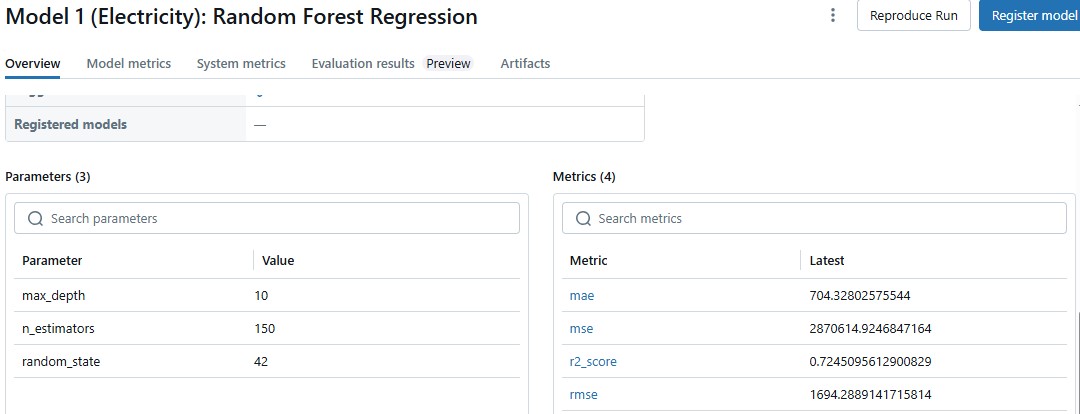 Model 1 (Electricity): Random Forest Regression
Reproduce Run
Register model
Overview
Model metrics
System metrics
Evaluation results Preview
Artifacts
Registered models —
Parameters (3)
Search parameters
Parameter Value
max_depth 10
n_estimators 150
random_state 42
Metrics (4)
Search metrics
Metric Latest
mae 704.32802575544
mse 2870614.9246847164
r2_score 0.7245095612900829
rmse 1694.2889141715814